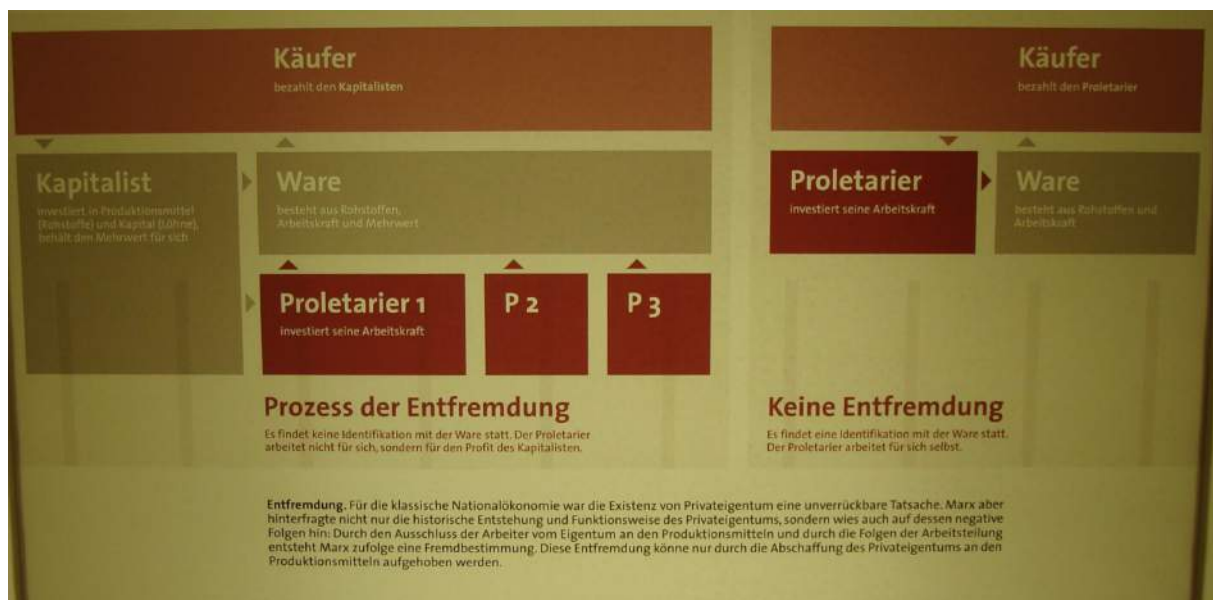 Käufer
bezahlt den Kapitalisten
Kapitalist
investiert in Produktionsmittel
(Rohstoffe) und Kapital (Löhne),
behält den Mehrwert für sich
Ware
besteht aus Rohstoffen,
Arbeitskraft und Mehrwert
Proletarier 1
investiert seine Arbeitskraft
P 2
P 3
Prozess der Entfremdung
Es findet keine Identifikation mit der Ware statt. Der Proletarier
arbeitet nicht für sich, sondern für den Profit des Kapitalisten.
Käufer
bezahlt den Proletarier
Proletarier
investiert seine Arbeitskraft
Ware
besteht aus Rohstoffen und
Arbeitskraft
Keine Entfremdung
Es findet eine Identifikation mit der Ware statt.
Der Proletarier arbeitet für sich selbst.
Entfremdung. Für die klassische Nationalökonomie war die Existenz von Privateigentum eine unverrückbare Tatsache. Marx aber
hinterfragte nicht nur die historische Entstehung und Funktionsweise des Privateigentums, sondern wies auch auf dessen negative
Folgen hin: Durch den Ausschluss der Arbeiter vom Eigentum an den Produktionsmitteln und durch die Folgen der Arbeitsteilung
entsteht Marx zufolge eine Fremdbestimmung. Diese Entfremdung könne nur durch die Abschaffung des Privateigentums an den
Produktionsmitteln aufgehoben werden.